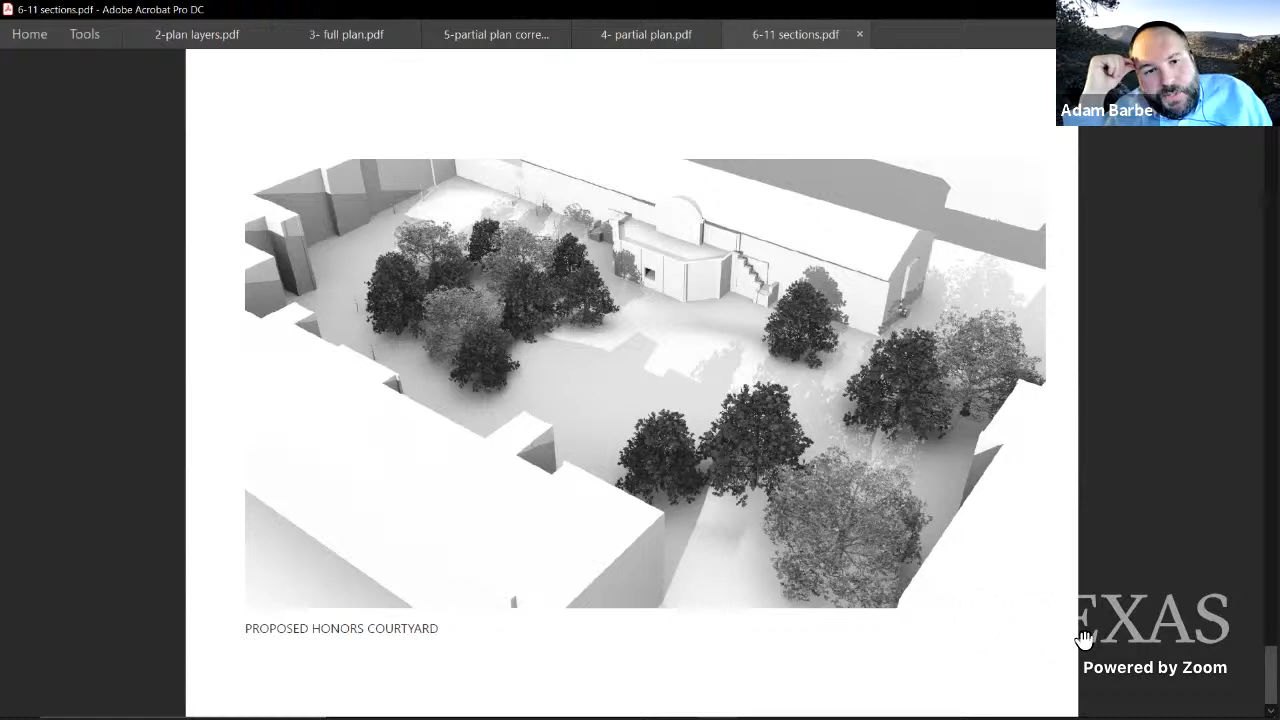 6-11 sections.pdf - Adobe Acrobat Pro DC
Home
Tools
2-plan layers.pdf
3- full plan.pdf
5-partial plan corre...
4- partial plan.pdf
6-11 sections.pdf
×
Adam Barbe
PROPOSED HONORS COURTYARD
EXAS
Powered by Zoom